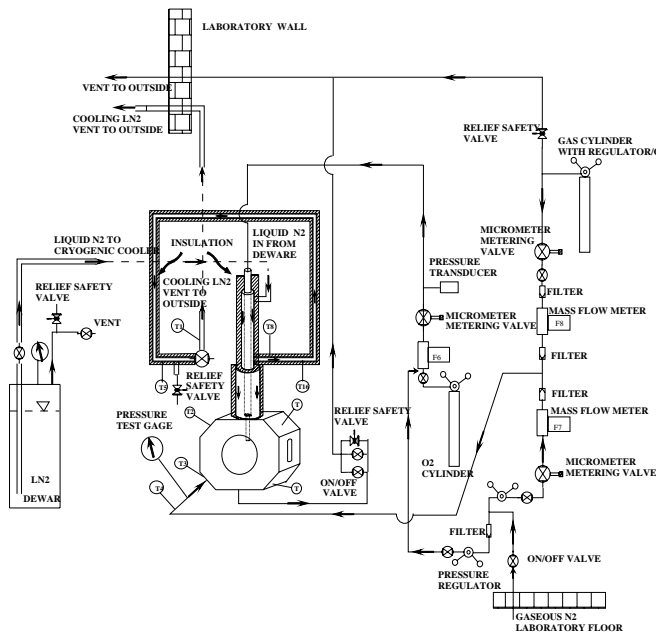 LABORATORY WALL
VENT TO OUTSIDE
COOLING LN2
VENT TO OUTSIDE
RELIEF SAFETY
VALVE
GAS CYLINDER
WITH REGULATOR/G
LIQUID N2 TO
CRYOGENIC COOLER
INSULATION
LIQUID N2
IN FROM
DEWARE
COOLING LN2
VENT TO
OUTSIDE
MICROMETER
METERING
VALVE
PRESSURE
TRANSDUCER
RELIEF SAFETY
VALVE
VENT
FILTER
MASS FLOW METER
F8
MICROMETER
METERING VALVE
T1
T8
F6
FILTER
T5
T16
RELIEF
SAFETY
VALVE
FILTER
PRESSURE
TEST GAGE
T2
T
RELIEF SAFETY
VALVE
MASS FLOW METER
F7
LN2
DEWAR
T3
T4
T
ON/OFF
VALVE
O2
CYLINDER
MICROMETER
METERING VALVE
FILTER
PRESSURE
REGULATOR
ON/OFF VALVE
GASEOUS N2
LABORATORY FLOOR